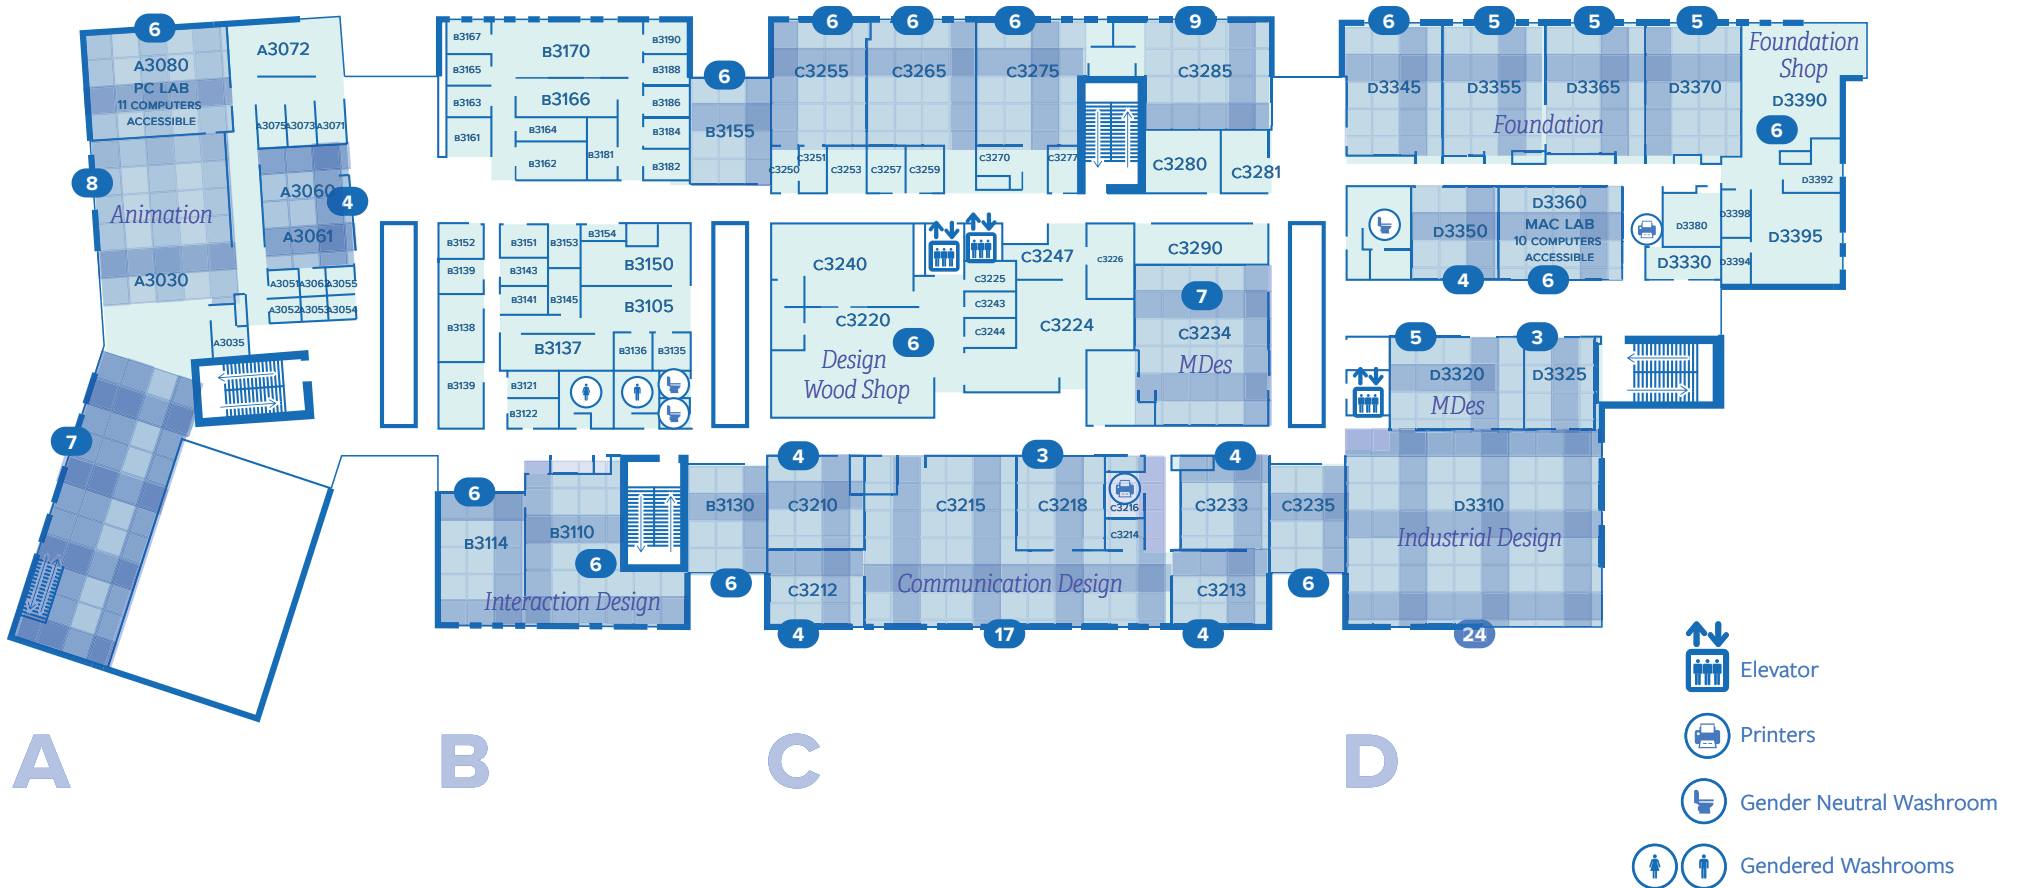 6
A3080
PC LAB
11 COMPUTERS
ACCESSIBLE
A3072
A3075
A3073
A3071
8
Animation
A3060
4
A3061
A3030
A3051
A3062
A3055
A3052
A3053
A3054
A3035
7
B3167
B3165
B3163
B3161
B3170
B3166
B3164
B3162
B3181
B3190
B3188
B3186
B3184
B3182
6
B3155
B3152
B3139
B3138
B3139
B3151
B3143
B3141
B3153
B3145
B3154
B3150
B3105
B3137
B3136
B3135
B3121
B3122
6
B3114
B3110
6
Interaction Design
B3130
6
6
6
6
9
C3255
C3265
C3275
C3285
C3250
C3251
C3253
C3257
C3259
C3270
C3277
C3280
C3281
C3240
C3220
6
Design
Wood Shop
C3225
C3243
C3244
C3247
C3224
C3226
C3290
7
C3234
MDes
4
C3210
C3212
4
C3215
3
C3218
C3216
C3214
Communication Design
17
4
C3233
C3213
4
C3235
6
6
5
5
5
D3345
D3355
D3365
D3370
Foundation
Foundation
Shop
D3390
6
D3392
D3350
4
D3360
MAC LAB
10 COMPUTERS
ACCESSIBLE
6
D3380
D3330
D3398
D3394
D3395
5
3
D3320
D3325
MDes
D3310
Industrial Design
24
Elevator
Printers
Gender Neutral Washroom
Gendered Washrooms
A
B
C
D